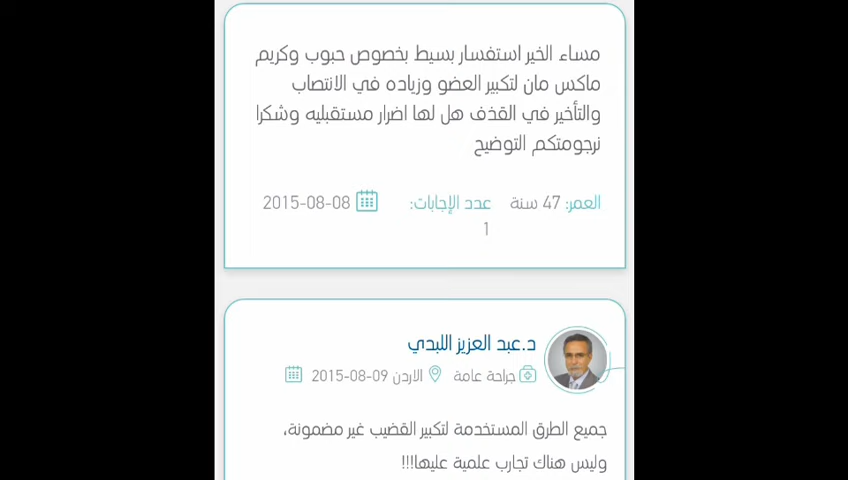 مساء الخير استفسار بسيط بخصوص حبوب وكريم
ماكس مان لتكبير العضو وزياده في الانتصاب
والتأخير في القذف هل لها اضرار مستقبليه وشكرا
نرجومتكم التوضيح
العمر: 47 سنة عدد الإجابات: 2015-08-08
1
د.عبد العزيز اللبدي
جراحة عامة الاردن 09-08-2015
جميع الطرق المستخدمة لتكبير القضيب غير مضمونة،
وليس هناك تجارب علمية عليها!!!